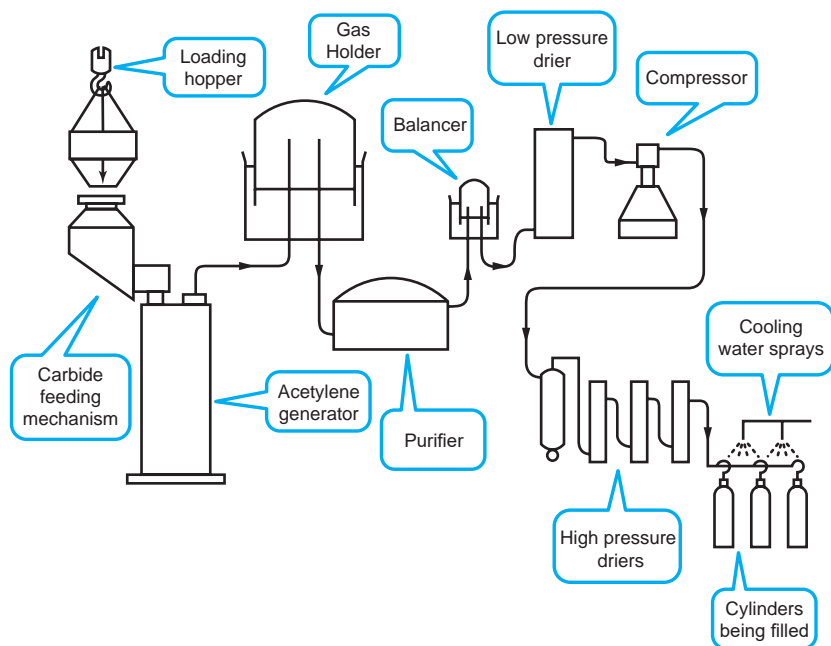 Loading
hopper
Gas
Holder
Low pressure
drier
Compressor
Balancer
Carbide
feeding
mechanism
Acetylene
generator
Purifier
Cooling
water sprays
High pressure
driers
Cylinders
being filled